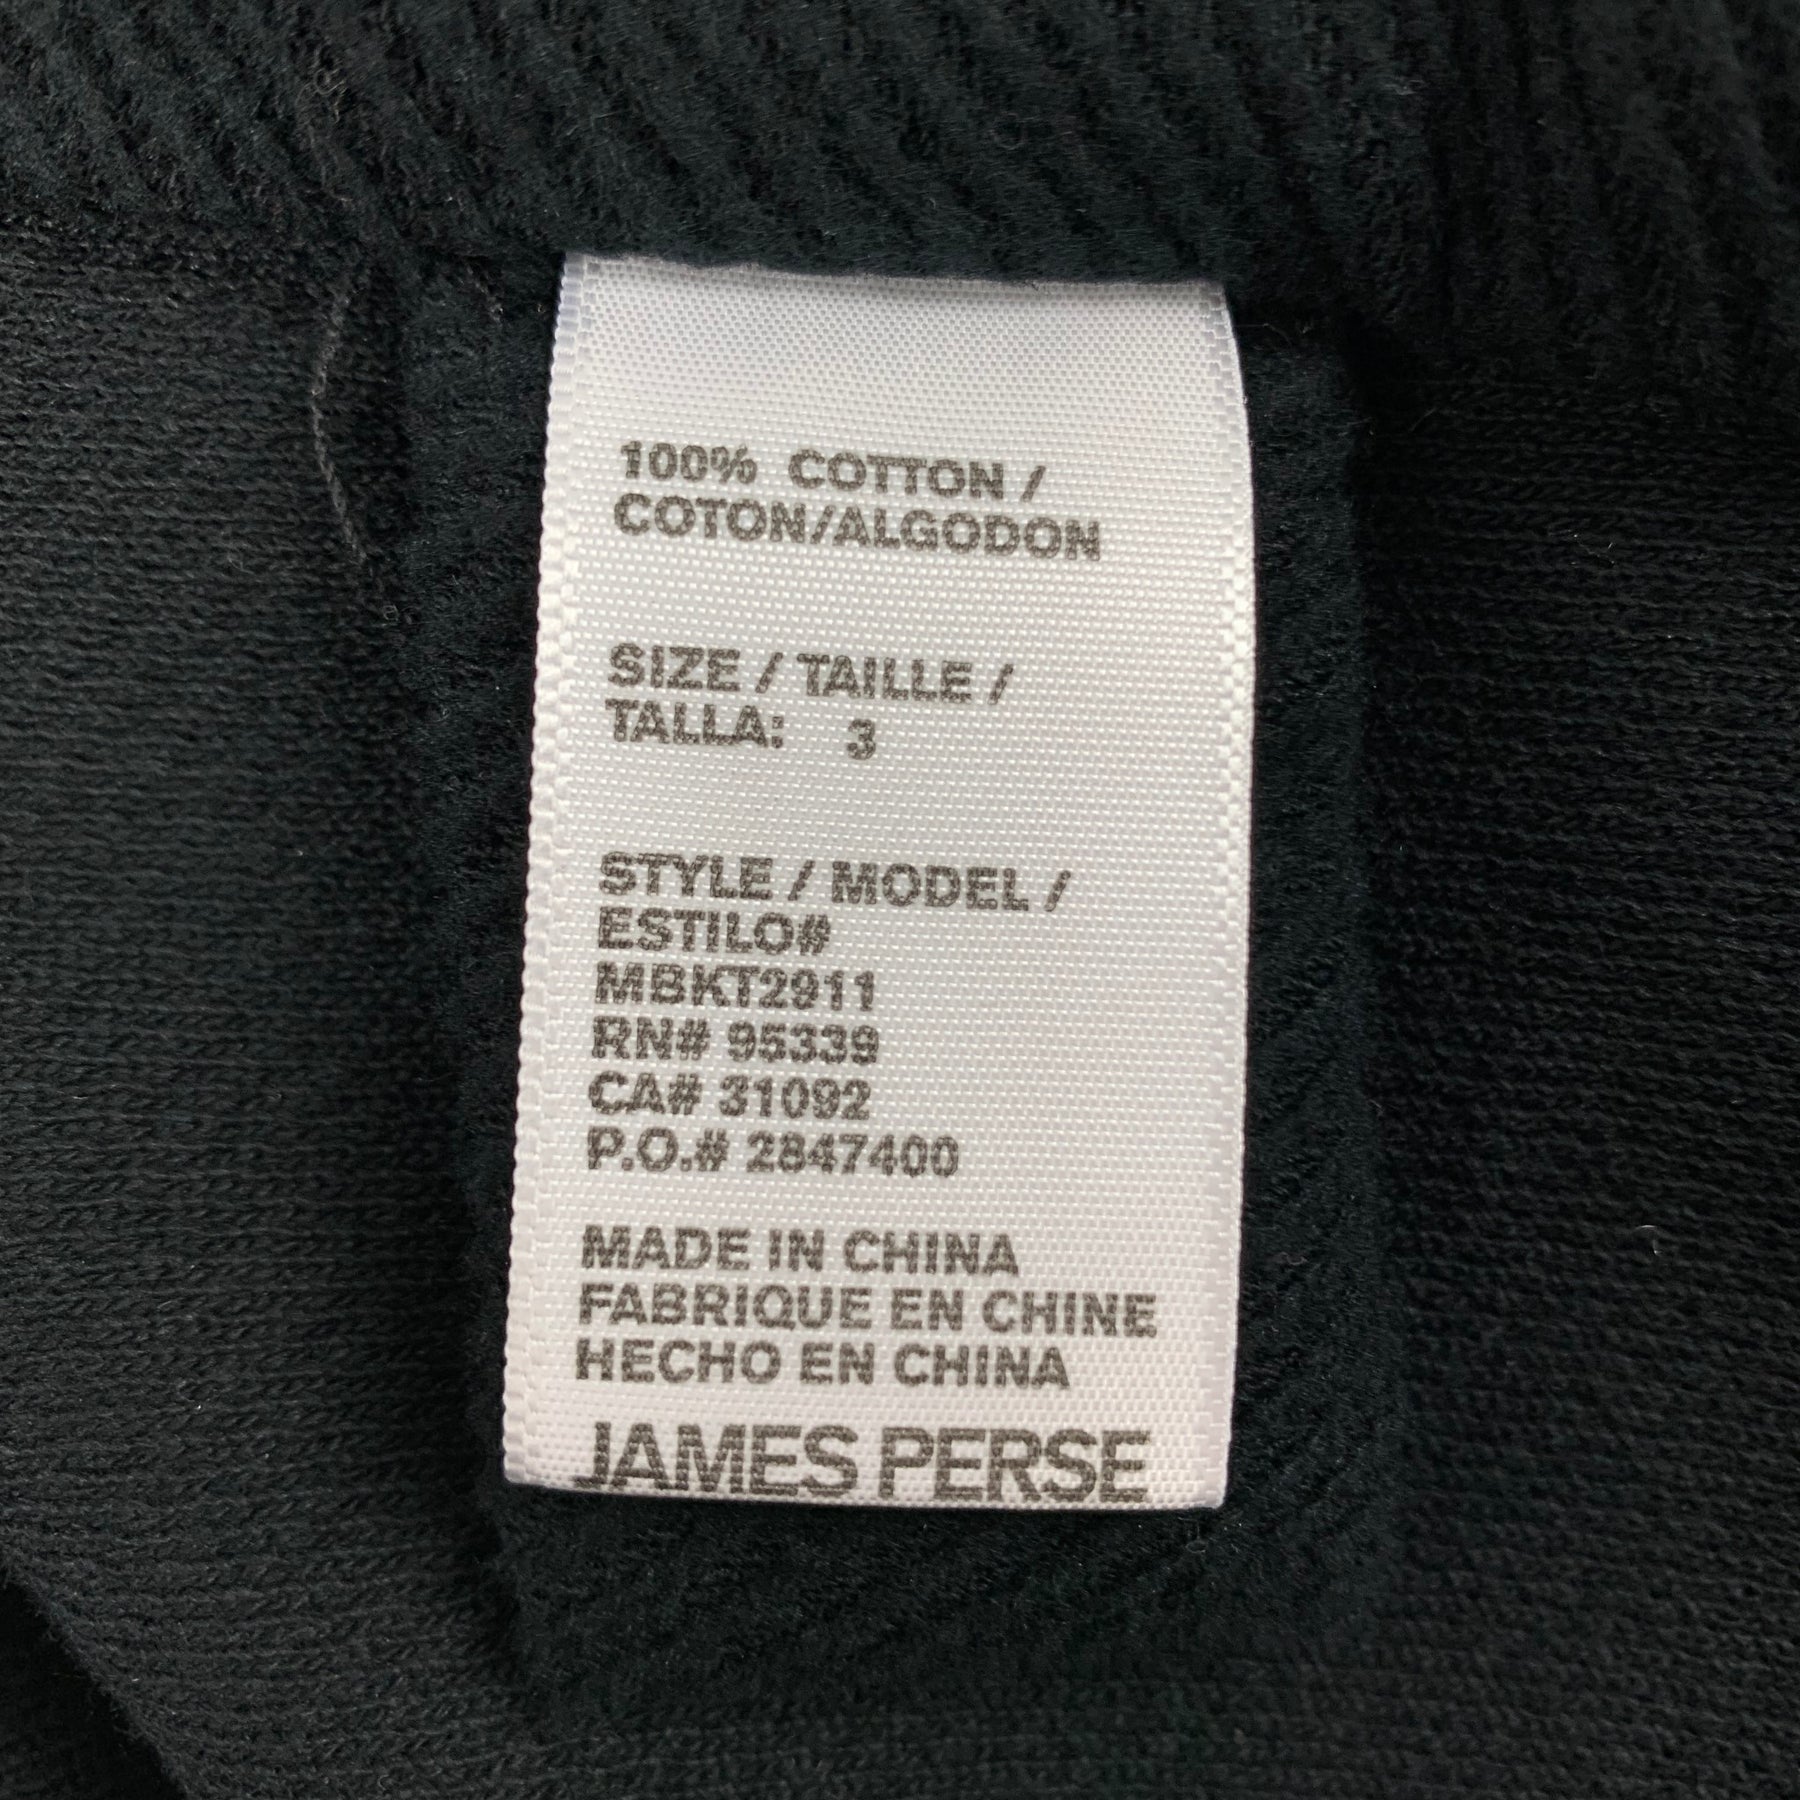 100% COTTON /
COTON/ALGODON
SIZE / TAILLE /
TALLA: 3
STYLE / MODEL /
ESTILO#
MBKT2911
RN# 95339
CA# 31092
P.O.# 2847400
MADE IN CHINA
FABRIQUE EN CHINE
HECHO EN CHINA
JAMES PERSE